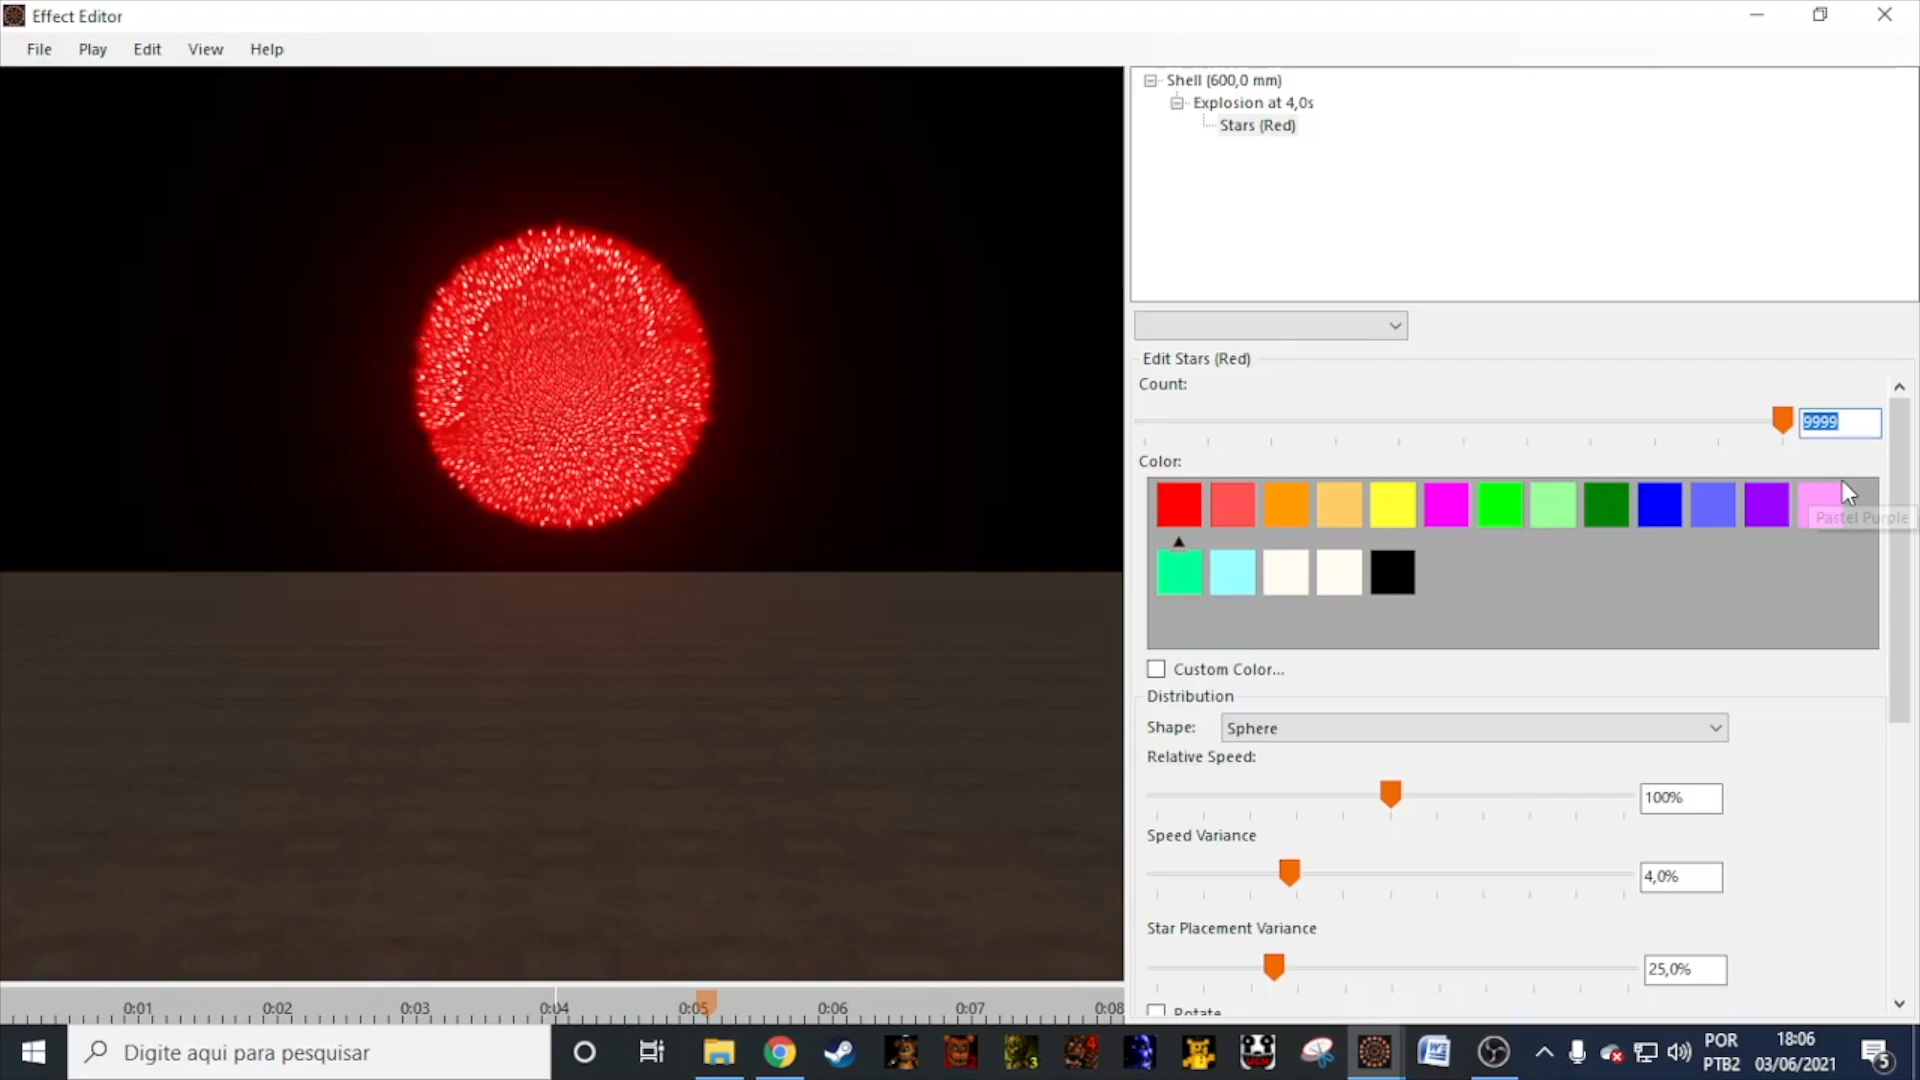 Effect Editor
File Play Edit View Help
Shell (600,0 mm)
Explosion at 4,0s
Stars (Red)
Edit Stars (Red)
Count:
9999
Color:
Pastel Purple
Custom Color...
Distribution
Shape: Sphere
Relative Speed:
100%
Speed Variance
4,0%
Star Placement Variance
25,0%
Rotate
0:01 0:02 0:03 0:04 0:05 0:06 0:07 0:08
Digite aqui para pesquisar
POR
PTB2
18:06
03/06/2021
5